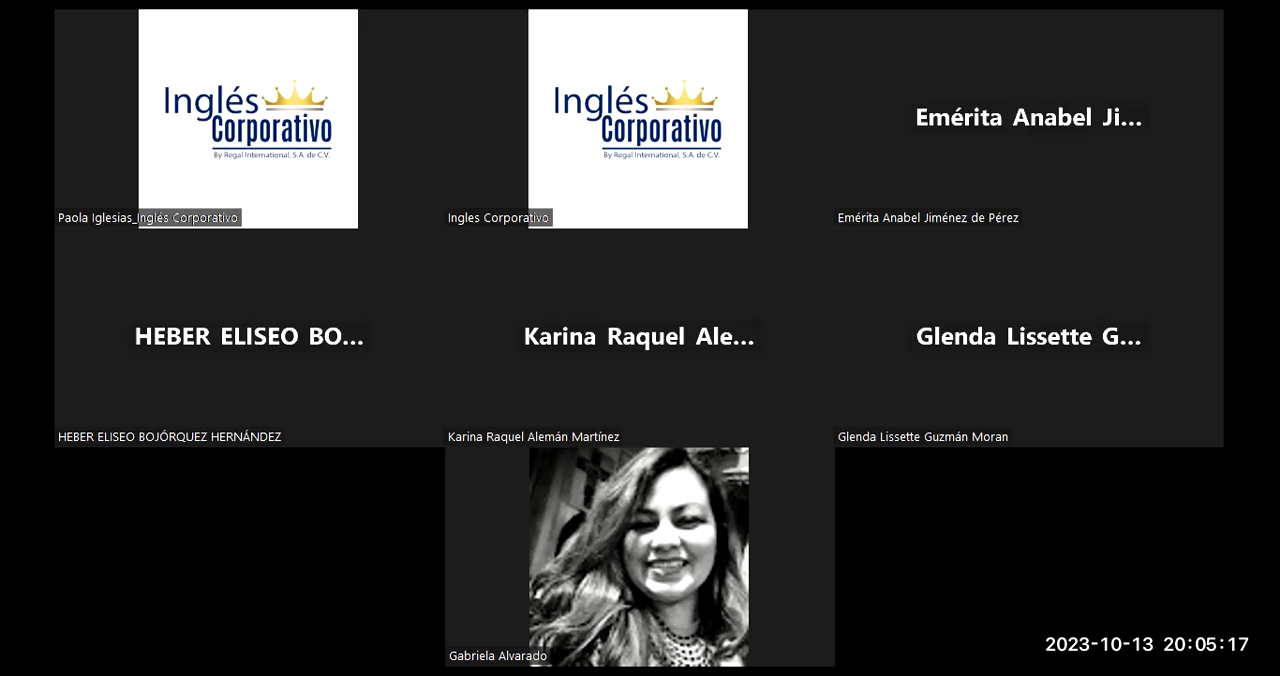 Inglés
Corporativo
By Regal International, S.A. de C.V.
Paola Iglesias_Inglés Corporativo
Inglés
Corporativo
By Regal International, S.A. de C.V.
Ingles Corporativo
Emérita Anabel Ji...
Emérita Anabel Jiménez de Pérez
HEBER ELISEO BO...
HEBER ELISEO BOJÓRQUEZ HERNÁNDEZ
Karina Raquel Ale...
Karina Raquel Alemán Martínez
Glenda Lissette G...
Glenda Lissette Guzmán Moran
Gabriela Alvarado
2023-10-13 20:05:17